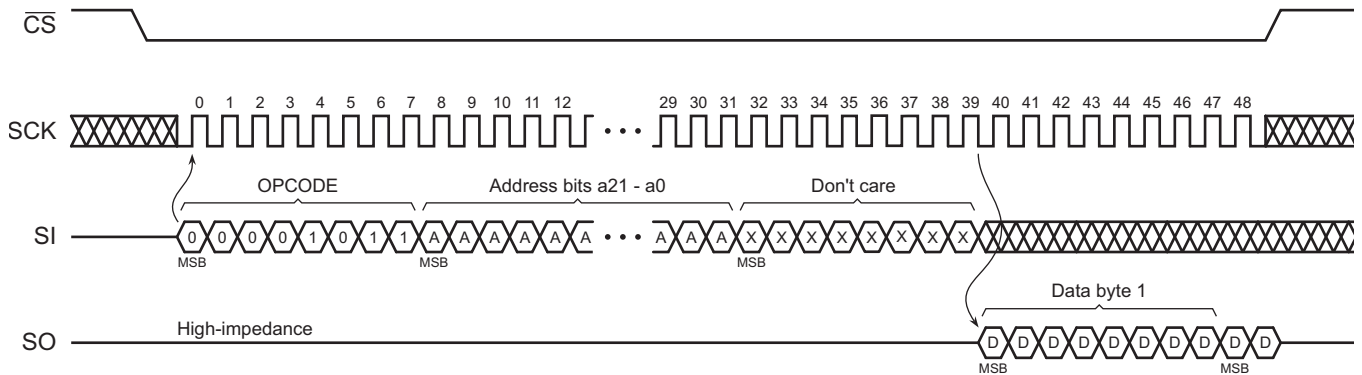 CS
0 1 2 3 4 5 6 7 8 9 10 11 12 29 30 31 32 33 34 35 36 37 38 39 40 41 42 43 44 45 46 47 48
SCK
OPCODE Address bits a21 - a0 Don't care
SI 0 0 0 0 1 0 1 1 A A A A A A A A A X X X X X X X X
MSB MSB MSB
Data byte 1
High-impedance
SO D D D D D D D D D D
MSB MSB